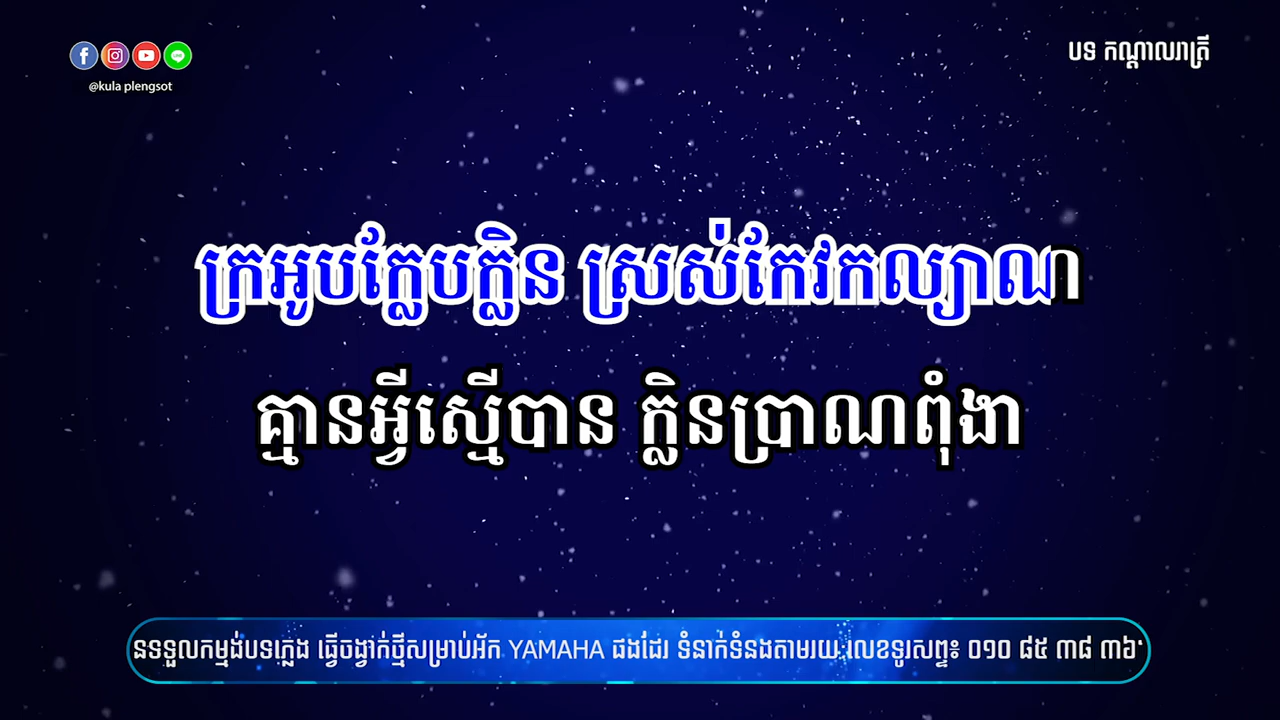 @kula plengsot
បទ កណ្ដាលរាត្រី
ក្រអូបក្លែបក្លិន ស្រស់កែវកល្យាណ
គ្មានអ្វីស្មើបាន ក្លិនប្រាណពុំងា
នទទួលកម្មង់បទភ្លេង ធ្វើចង្វាក់ថ្មីសម្រាប់អ័ក YAMAHA ផងដែរ ទំនាក់ទំនងតាមរយៈ លេខទូរសព្ទ៖ ០១០ ៨៥ ៣៨ ៣៦